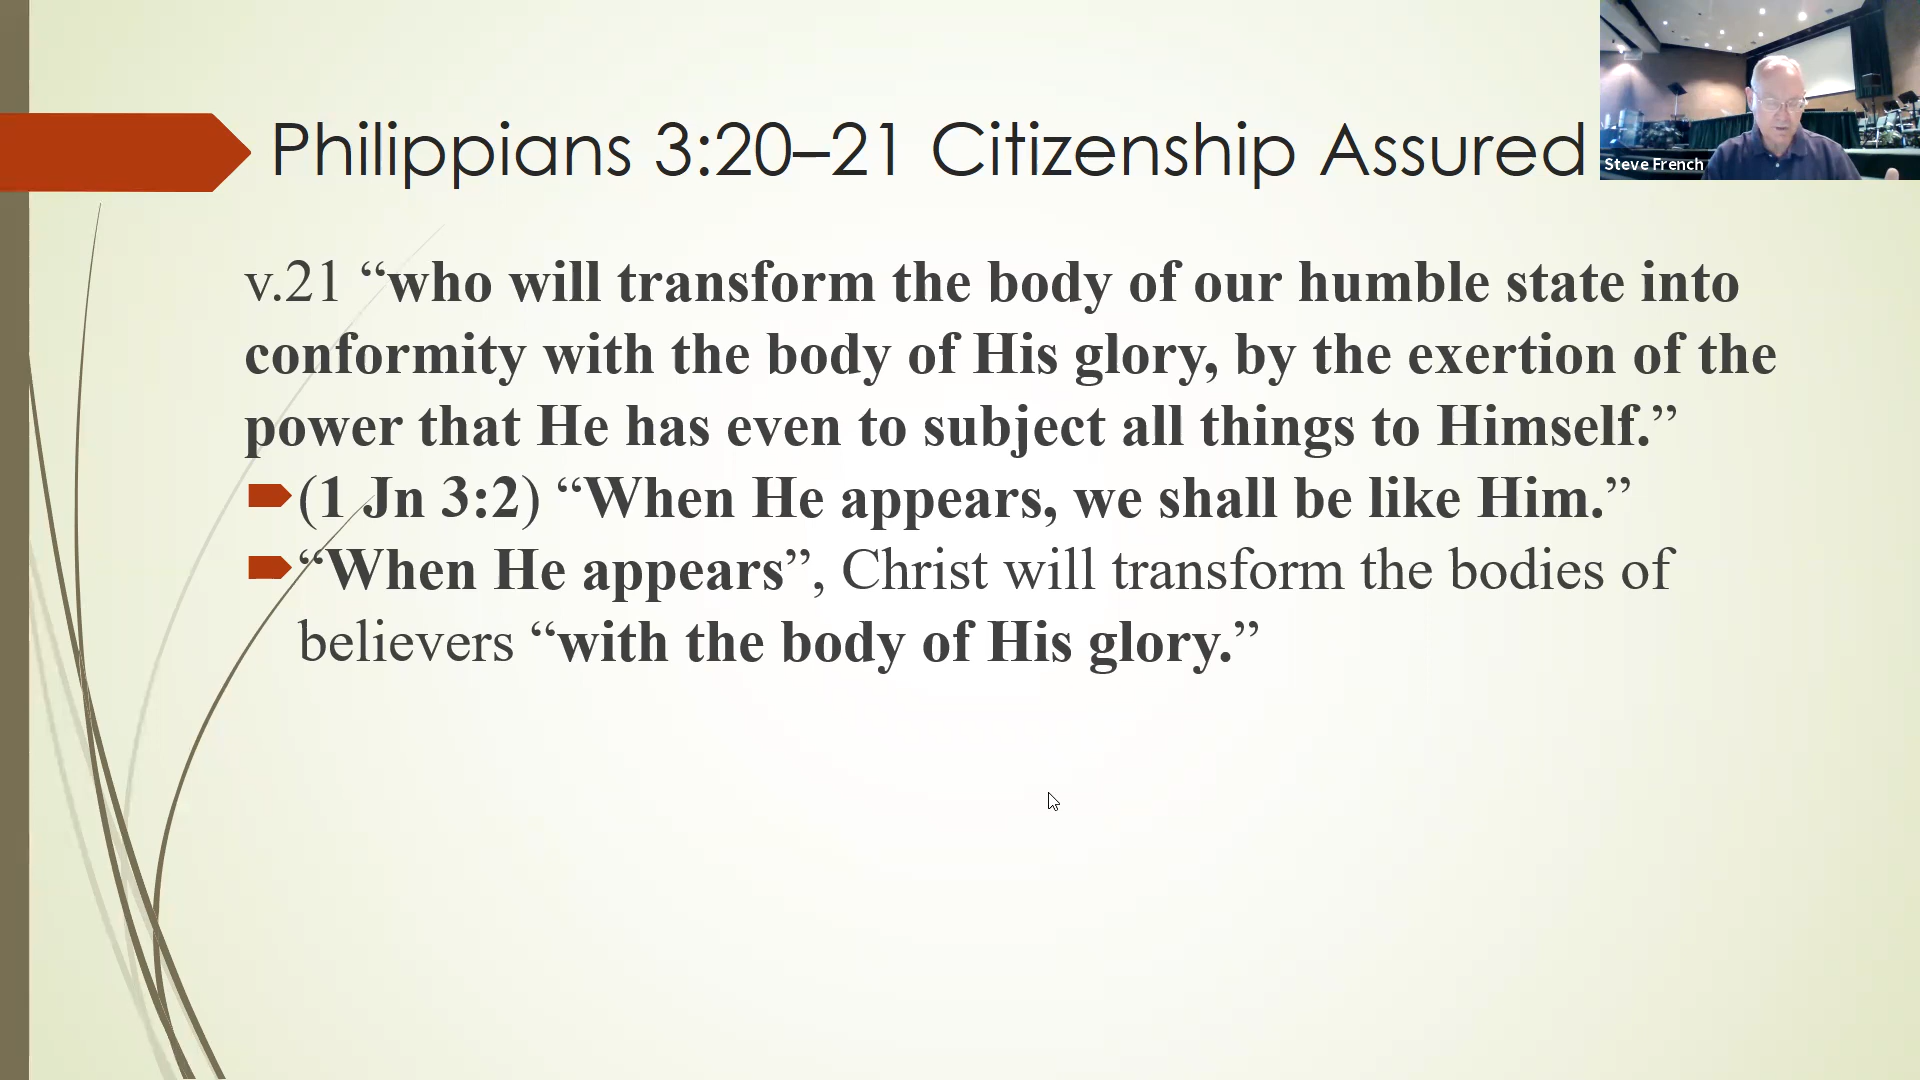 Philippians 3:20–21 Citizenship Assured
Steve French
v.21 “who will transform the body of our humble state into
conformity with the body of His glory, by the exertion of the
power that He has even to subject all things to Himself.”
(1 Jn 3:2) “When He appears, we shall be like Him.”
“When He appears”, Christ will transform the bodies of
believers “with the body of His glory.”